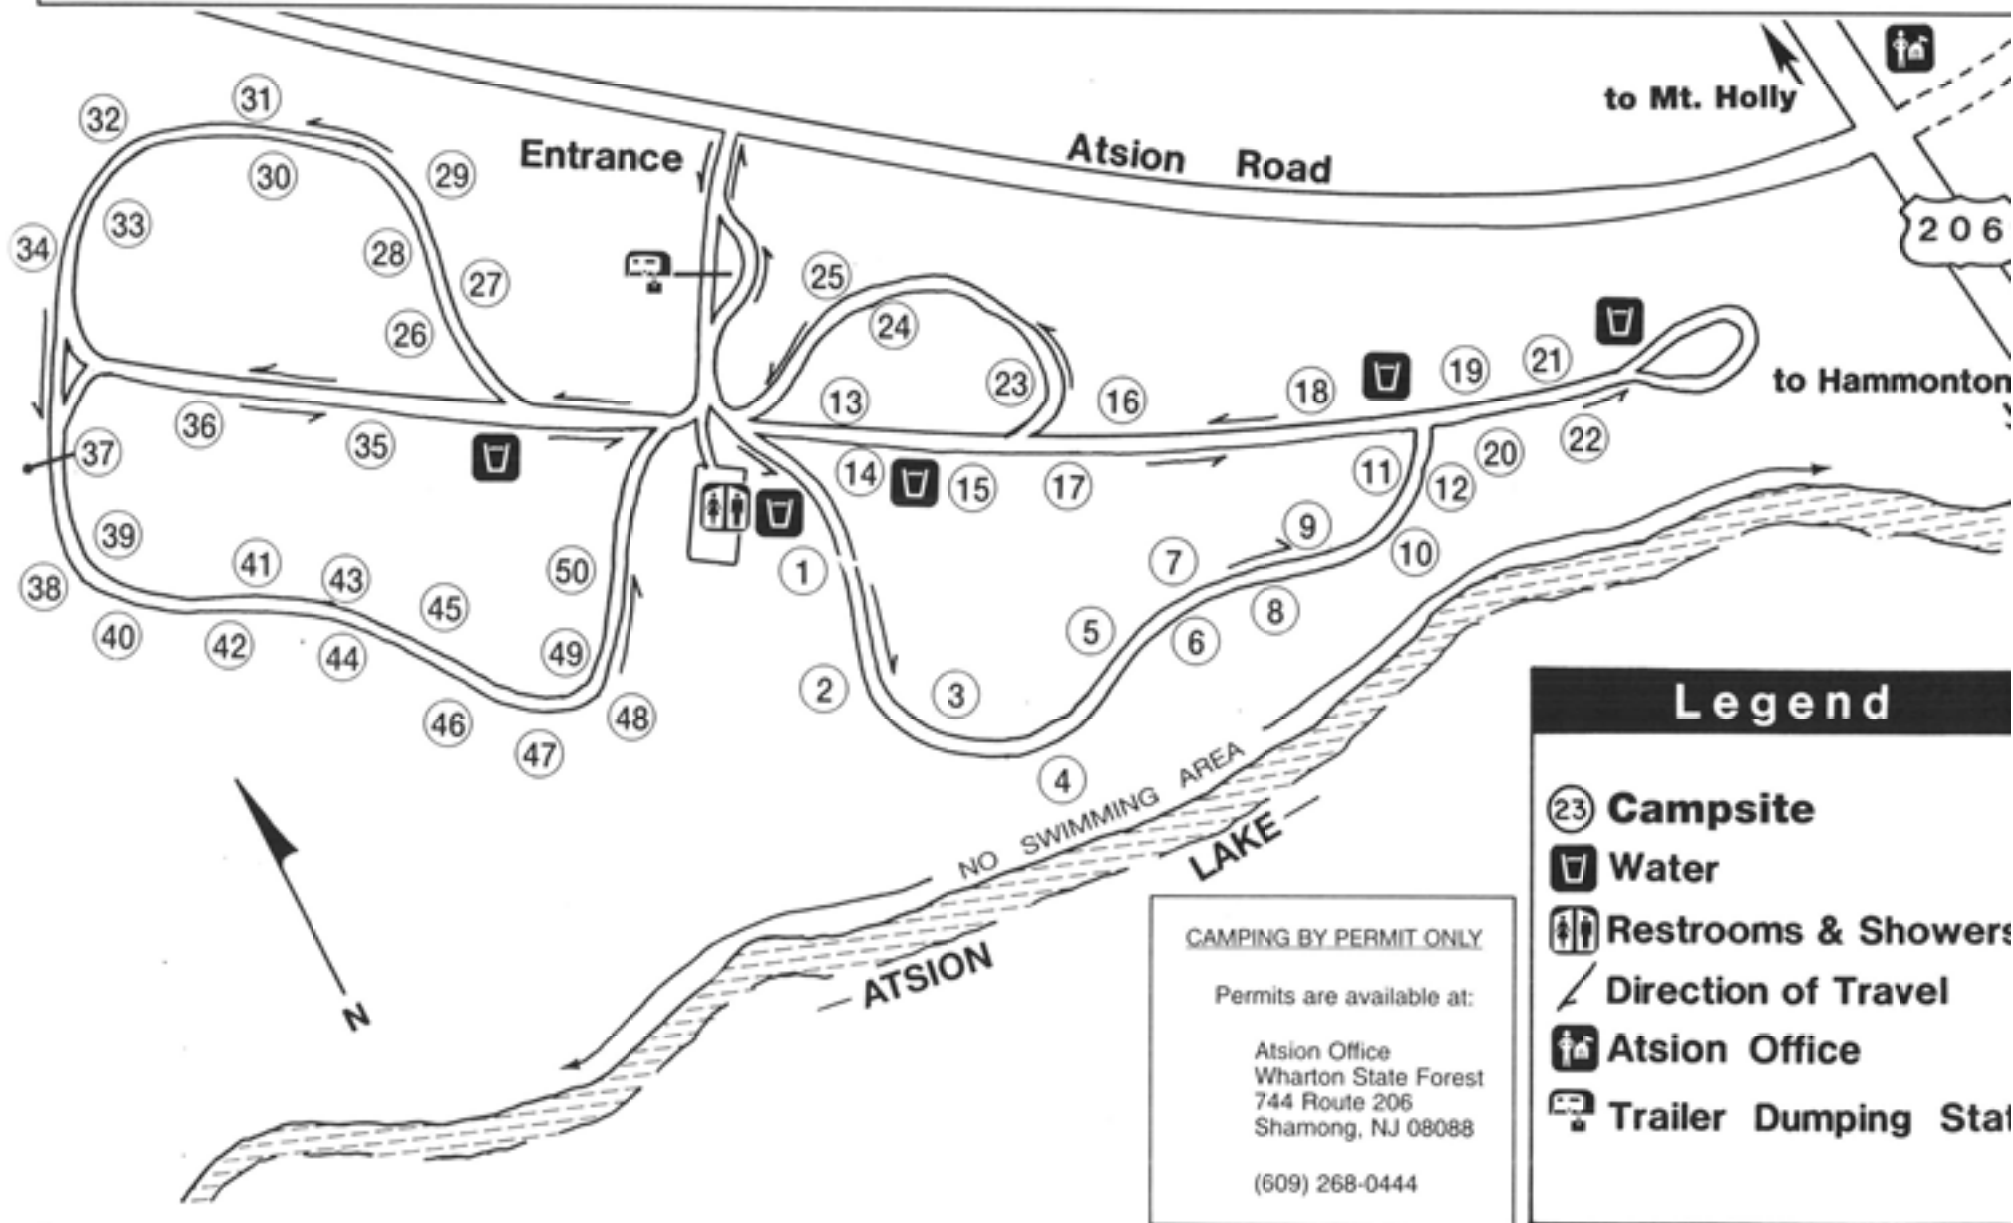 to Mt. Holly
Entrance
Atsion Road
206
to Hammonton
31
32
30
29
33
34
28
27
26
25
24
23
13
16
18
19
21
36
35
37
14
15
17
11
12
20
22
39
38
41
43
45
50
40
42
44
49
46
47
48
1
2
3
4
5
6
7
8
9
10
N
NO SWIMMING AREA
ATSION LAKE
CAMPING BY PERMIT ONLY
Permits are available at:
Atsion Office
Wharton State Forest
744 Route 206
Shamong, NJ 08088
(609) 268-0444
Legend
23 Campsite
Water
Restrooms & Showers
Direction of Travel
Atsion Office
Trailer Dumping Stat